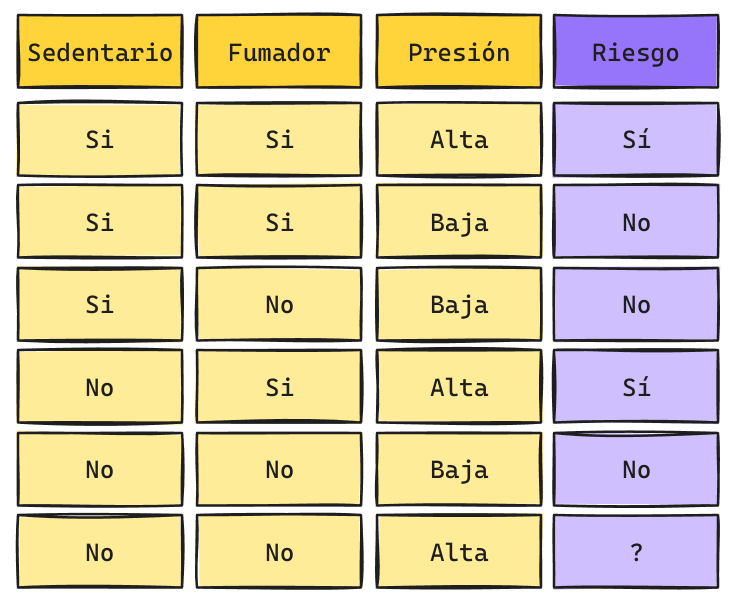 Sedentario Fumador Presión Riesgo
Si Si Alta Sí
Si Si Baja No
Si No Baja No
No Si Alta Sí
No No Baja No
No No Alta ?